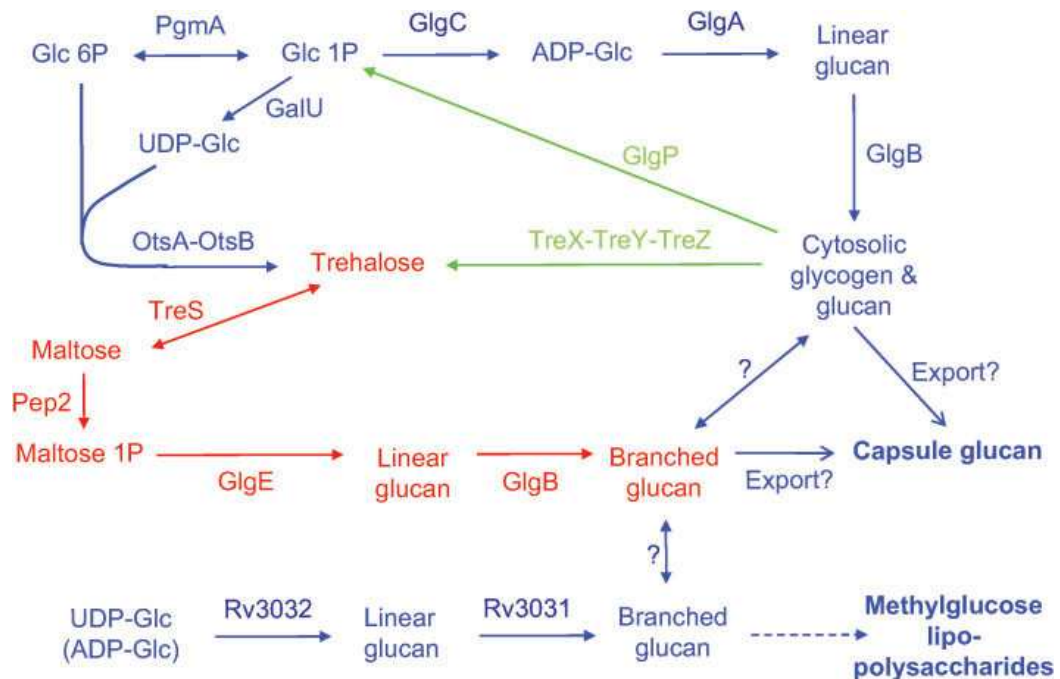 PgmA
GlgC
GlgA
Glc 6P
Glc 1P
ADP-Glc
Linear
glucan
GalU
UDP-Glc
GlgP
GlgB
OtsA-OtsB
TreX-TreY-TreZ
Trehalose
Cytosolic
glycogen &
glucan
TreS
Maltose
?
Export?
Pep2
Maltose 1P
GlgE
Linear
glucan
GlgB
Branched
glucan
Export?
Capsule glucan
?
UDP-Glc
(ADP-Glc)
Rv3032
Linear
glucan
Rv3031
Branched
glucan
Methylglucose
lipo-
polysaccharides